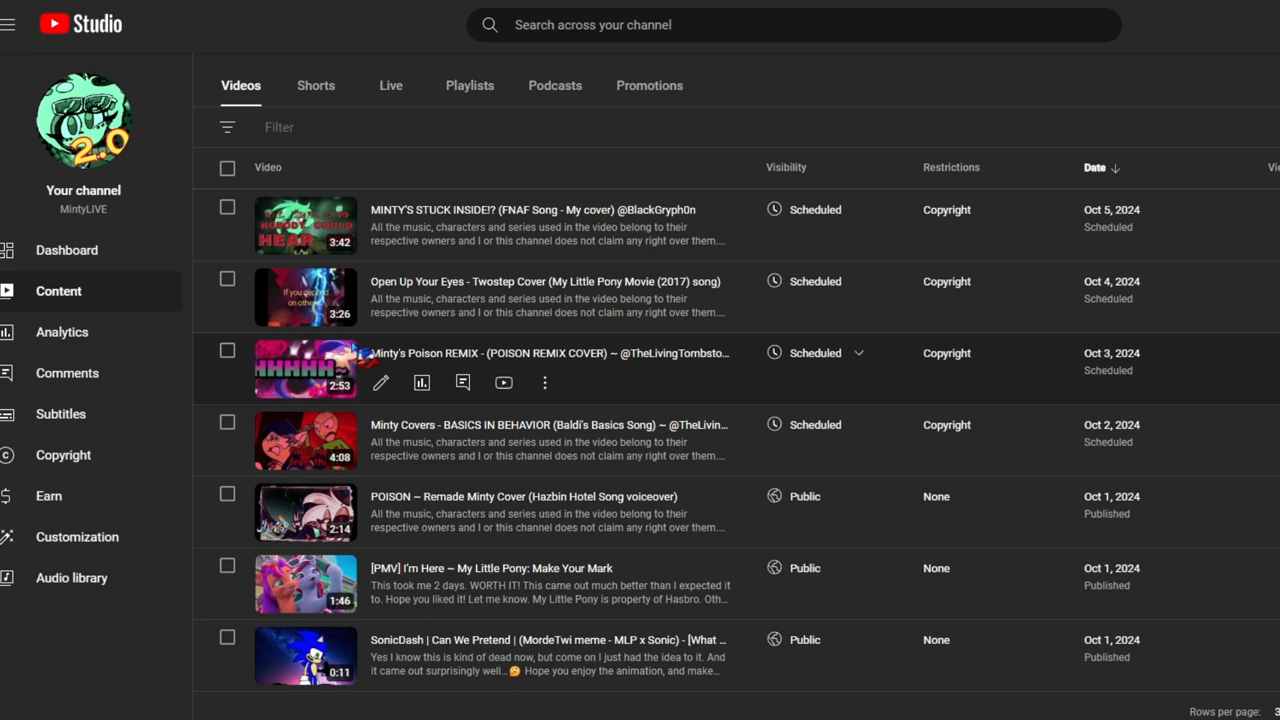 Studio
Search across your channel
2.0
Your channel
MintyLIVE
Dashboard
Content
Analytics
Comments
Subtitles
Copyright
Earn
Customization
Audio library
Videos Shorts Live Playlists Podcasts Promotions
Filter
Video Visibility Restrictions Date
NOBODY COULD
HEAR
3:42
MINTY'S STUCK INSIDE!? (FNAF Song - My cover) @BlackGryph0n
All the music, characters and series used in the video belong to their
respective owners and I or this channel does not claim any right over them....
Scheduled Copyright Oct 5, 2024
Scheduled
If you depend
on others
3:26
Open Up Your Eyes - Twostep Cover (My Little Pony Movie (2017) song)
All the music, characters and series used in the video belong to their
respective owners and I or this channel does not claim any right over them....
Scheduled Copyright Oct 4, 2024
Scheduled
HHHHH
2:53
Minty's Poison REMIX - (POISON REMIX COVER) ~ @TheLivingTombsto...
Scheduled Copyright Oct 3, 2024
Scheduled
4:08
Minty Covers - BASICS IN BEHAVIOR (Baldi's Basics Song) ~ @TheLivin...
All the music, characters and series used in the video belong to their
respective owners and I or this channel does not claim any right over them....
Scheduled Copyright Oct 2, 2024
Scheduled
2:14
POISON ~ Remade Minty Cover (Hazbin Hotel Song voiceover)
All the music, characters and series used in the video belong to their
respective owners and I or this channel does not claim any right over them....
Public None Oct 1, 2024
Published
1:46
[PMV] I'm Here ~ My Little Pony: Make Your Mark
This took me 2 days. WORTH IT! This came out much better than I expected it
to. Hope you liked it! Let me know. My Little Pony is property of Hasbro. Oth...
Public None Oct 1, 2024
Published
0:11
SonicDash | Can We Pretend | (MordeTwi meme - MLP x Sonic) - [What ...
Yes I know this is kind of dead now, but come on I just had the idea to it. And
it came out surprisingly well...🤔 Hope you enjoy the animation, and make...
Public None Oct 1, 2024
Published
Rows per page: 3